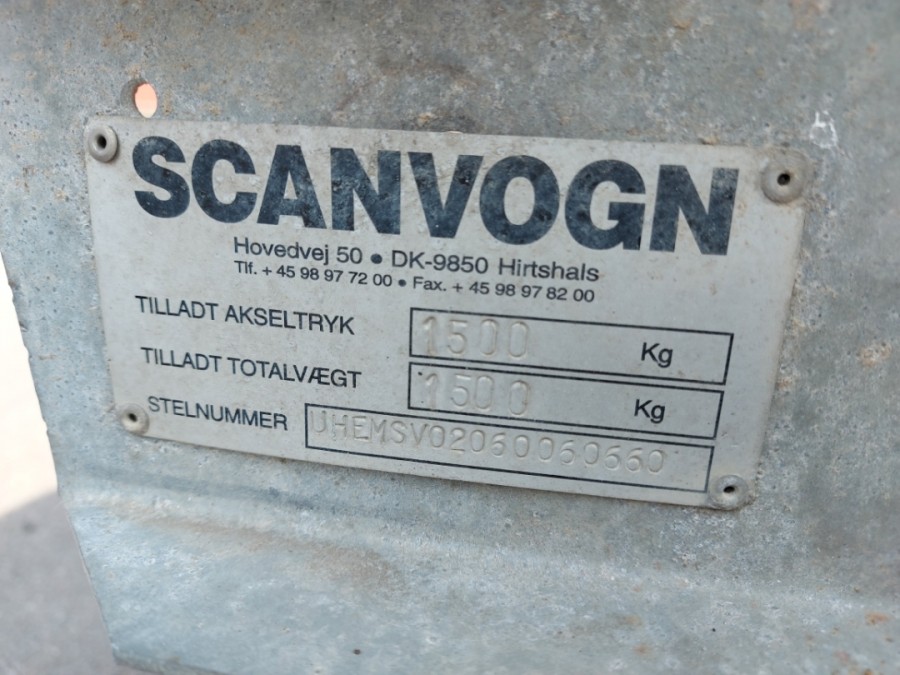 SCANVOGN
Hovedvej 50 • DK-9850 Hirtshals
Tlf. + 45 98 97 72 00 • Fax. + 45 98 97 82 00
TILLADT AKSELTRYK 1500 Kg
TILLADT TOTALVÆGT 1500 Kg
STELNUMMER UHEMSV02060060660